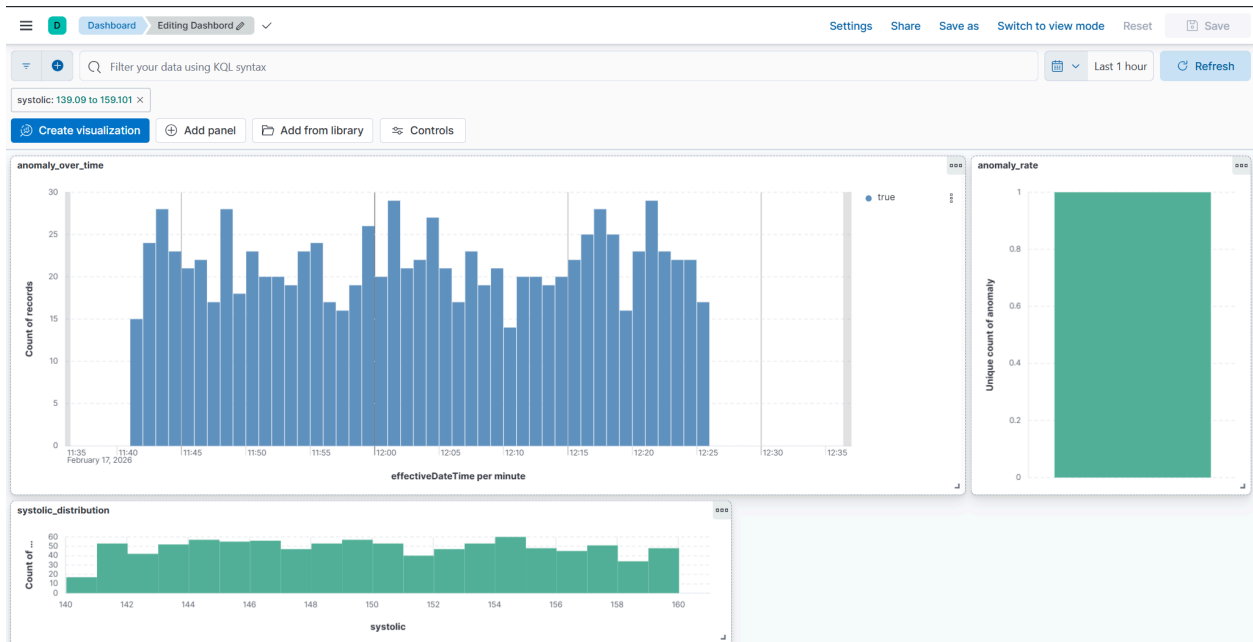 D Dashboard Editing Dashbord Settings Share Save as Switch to view mode Reset Save
Filter your data using KQL syntax Last 1 hour Refresh
systolic: 139.09 to 159.101 ×
Create visualization Add panel Add from library Controls
anomaly_over_time
Count of records
30
25
20
15
10
5
0
11:35 11:40 11:45 11:50 11:55 12:00 12:05 12:10 12:15 12:20 12:25 12:30 12:35
February 17, 2026
effectiveDateTime per minute
true
anomaly_rate
Unique count of anomaly
1
0.8
0.6
0.4
0.2
0
systolic_distribution
Count of ...
60
50
40
30
20
10
0
140 142 144 146 148 150 152 154 156 158 160
systolic